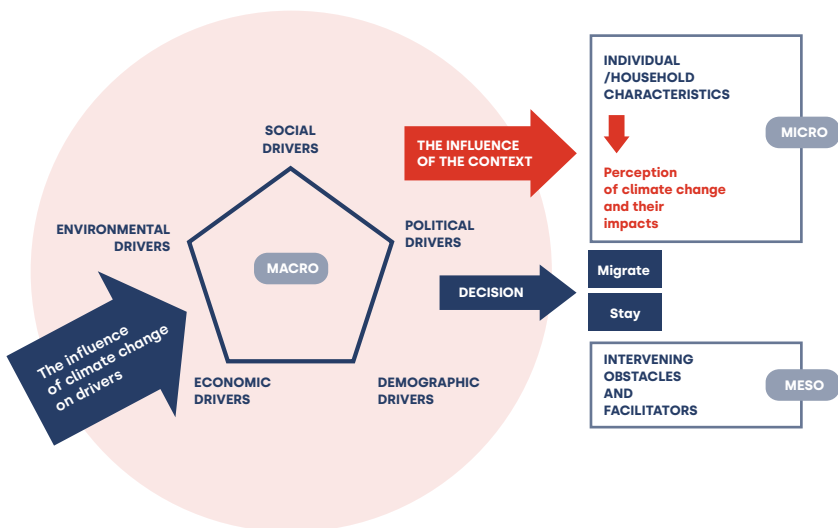 SOCIAL
DRIVERS
ENVIRONMENTAL
DRIVERS
POLITICAL
DRIVERS
MACRO
ECONOMIC
DRIVERS
DEMOGRAPHIC
DRIVERS
The influence
of climate change
on drivers
THE INFLUENCE
OF THE CONTEXT
DECISION
INDIVIDUAL
/HOUSEHOLD
CHARACTERISTICS
MICRO
Perception
of climate change
and their
impacts
Migrate
Stay
INTERVENING
OBSTACLES
AND
FACILITATORS
MESO